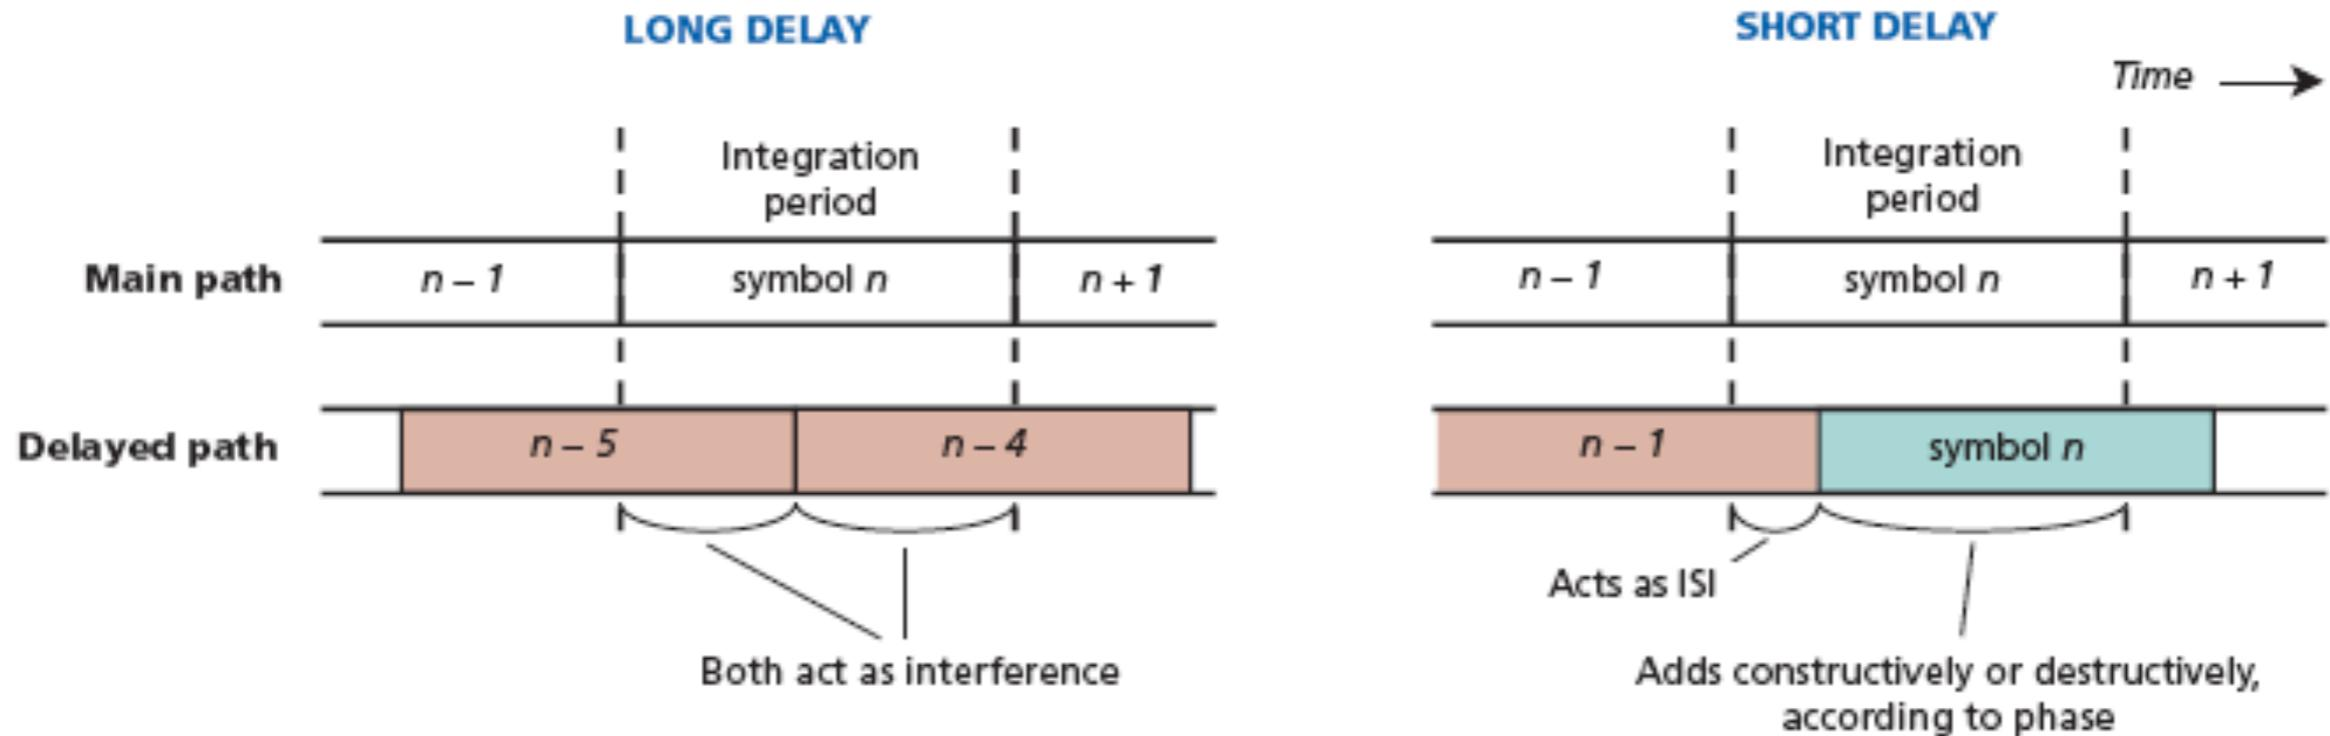 LONG DELAY
SHORT DELAY
Time
Integration
period
Integration
period
Main path
n – 1
symbol n
n + 1
n – 1
symbol n
n + 1
Delayed path
n – 5
n – 4
n – 1
symbol n
Acts as ISI
Both act as interference
Adds constructively or destructively,
according to phase